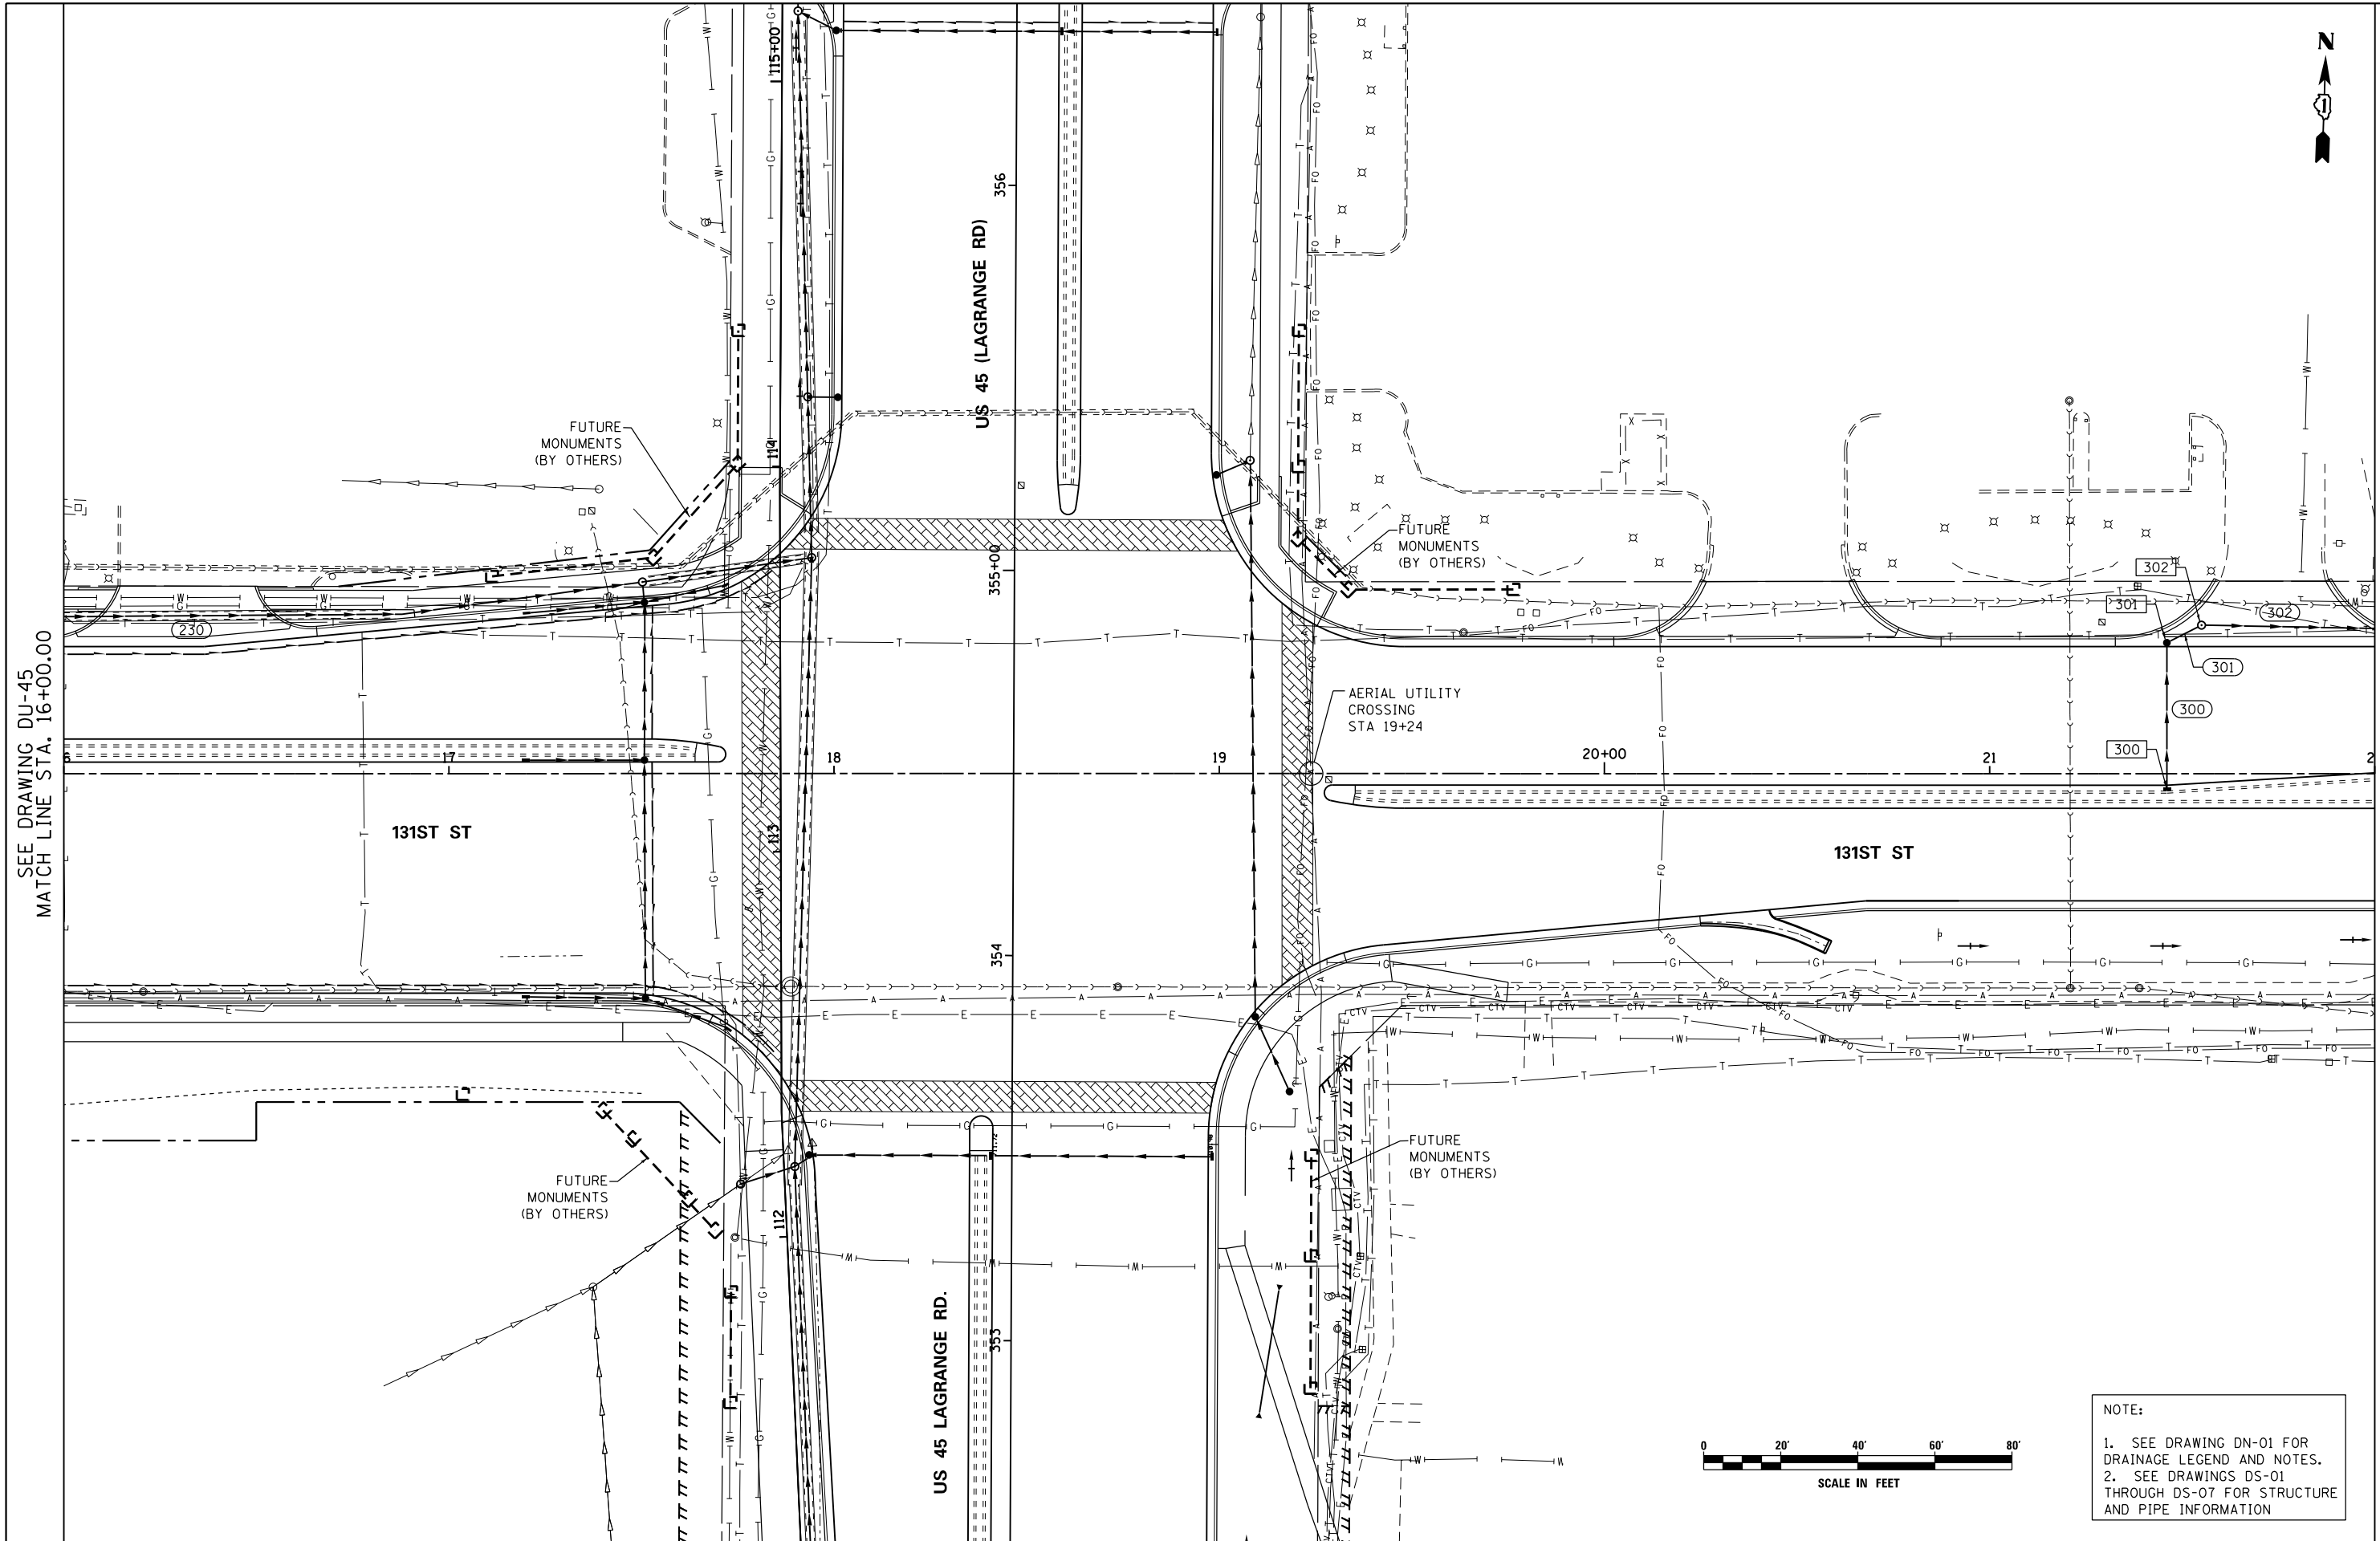 N
115+00
356
US 45 (LAGRANGE RD)
FUTURE
MONUMENTS
(BY OTHERS)
114
FUTURE
MONUMENTS
(BY OTHERS)
355+00
302
301
302
230
301
300
300
SEE DRAWING DU-45
MATCH LINE STA. 16+00.00
AERIAL UTILITY
CROSSING
STA 19+24
17
18
19
20+00
21
131ST ST
113
131ST ST
354
FUTURE
MONUMENTS
(BY OTHERS)
FUTURE
MONUMENTS
(BY OTHERS)
112
353
US 45 LAGRANGE RD.
0 20' 40' 60' 80'
SCALE IN FEET
NOTE:
1. SEE DRAWING DN-01 FOR
DRAINAGE LEGEND AND NOTES.
2. SEE DRAWINGS DS-01
THROUGH DS-07 FOR STRUCTURE
AND PIPE INFORMATION